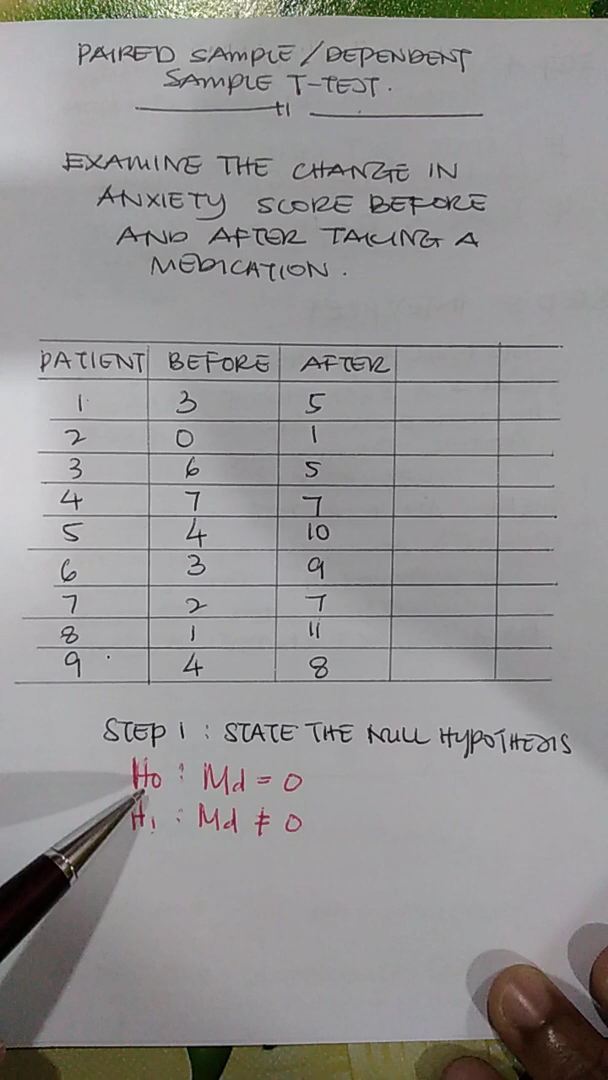 PAIRED SAMPLE/DEPENDENT
SAMPLE T-TEST.
EXAMINE THE CHANGE IN
ANXIETY SCORE BEFORE
AND AFTER TAKING A
MEDICATION.
PATIENT BEFORE AFTER
1 3 5
2 0 1
3 6 5
4 7 7
5 4 10
6 3 9
7 2 7
8 1 11
9 4 8
STEP 1 : STATE THE NULL HYPOTHESIS
H0 : Md = 0
H1 : Md ≠ 0